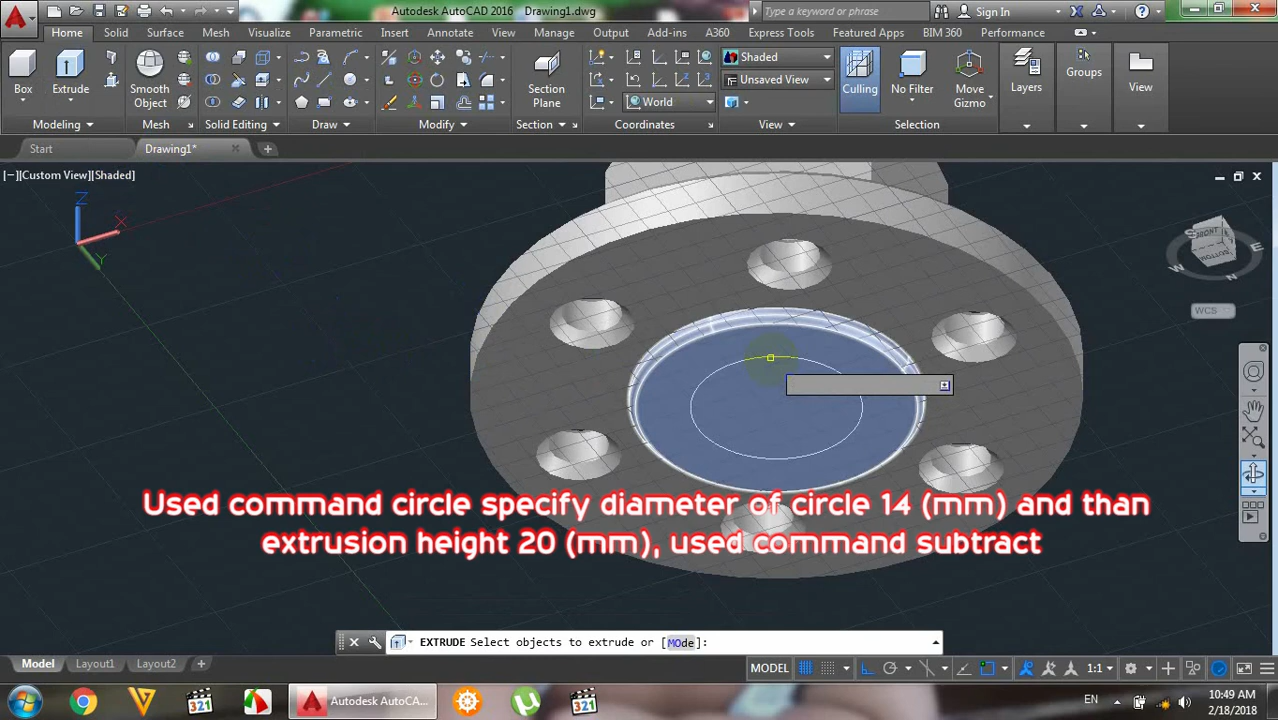 Autodesk AutoCAD 2016 Drawing1.dwg
Type a keyword or phrase
Sign In
Home Solid Surface Mesh Visualize Parametric Insert Annotate View Manage Output Add-ins A360 Express Tools Featured Apps BIM 360 Performance
Box
Extrude
Smooth Object
Section Plane
Shaded
Unsaved View
World
Culling
No Filter
Move Gizmo
Layers
Groups
View
Modeling Mesh Solid Editing Draw Modify Section Coordinates View Selection
Start Drawing1*
[−][Custom View][Shaded]
Z
X
Y
FRONT
BOTTOM
S
E
W
WCS
Used command circle specify diameter of circle 14 (mm) and than
extrusion height 20 (mm), used command subtract
EXTRUDE Select objects to extrude or [MOde]:
Model Layout1 Layout2
MODEL
1:1
321
Autodesk AutoCAD...
321
EN
10:49 AM
2/18/2018